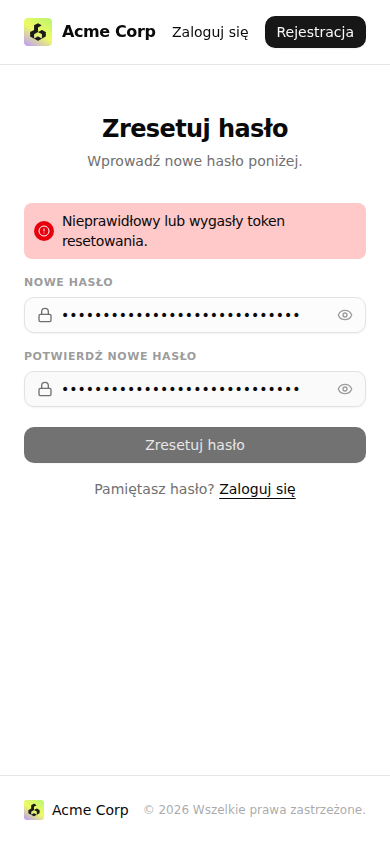 Acme Corp
Zaloguj się
Rejestracja
Zresetuj hasło
Wprowadź nowe hasło poniżej.
Nieprawidłowy lub wygasły token
resetowania.
NOWE HASŁO
•••••••••••••••••••••••••••••
POTWIERDŹ NOWE HASŁO
•••••••••••••••••••••••••••••
Zresetuj hasło
Pamiętasz hasło? Zaloguj się
Acme Corp
© 2026 Wszelkie prawa zastrzeżone.